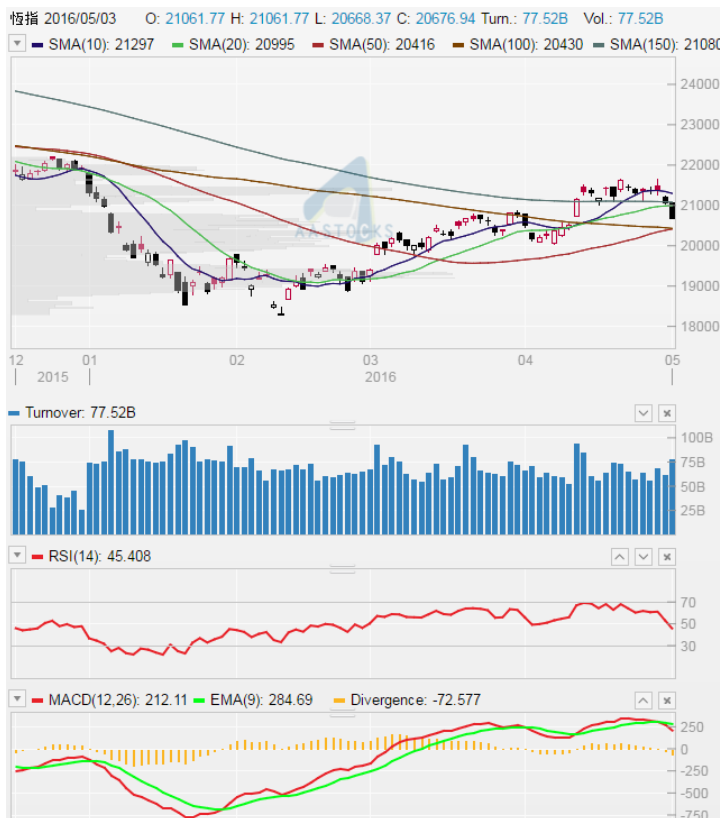 恆指 2016/05/03 O: 21061.77 H: 21061.77 L: 20668.37 C: 20676.94 Turn.: 77.52B Vol.: 77.52B
SMA(10): 21297 SMA(20): 20995 SMA(50): 20416 SMA(100): 20430 SMA(150): 21080
24000
23000
22000
21000
20000
19000
18000
AASTOCKS
12 01 02 03 04 05
2015 2016
Turnover: 77.52B
100B
75B
50B
25B
RSI(14): 45.408
70
50
30
MACD(12,26): 212.11 EMA(9): 284.69 Divergence: -72.577
250
0
-250
-500
-750